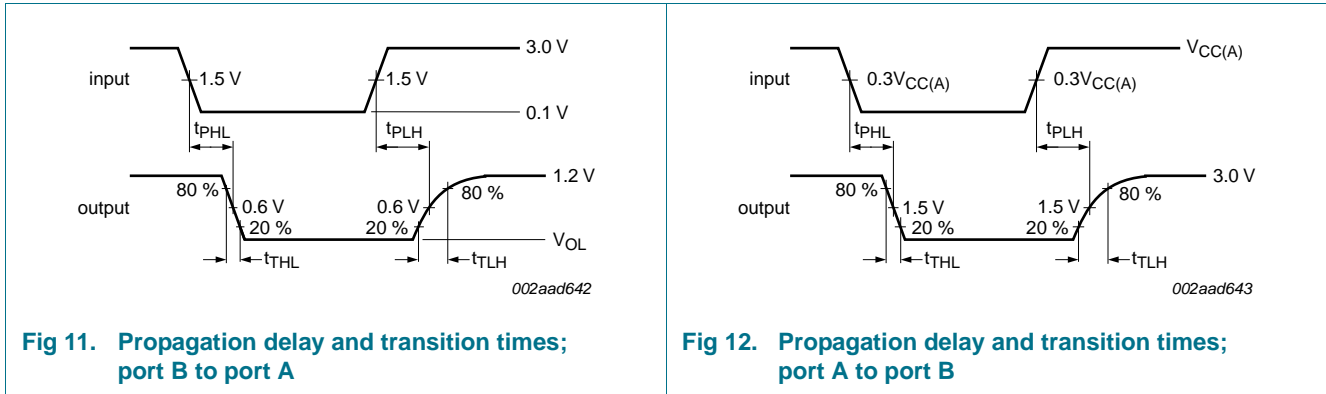 3.0 V
input
1.5 V
1.5 V
0.1 V
tPHL
tPLH
1.2 V
80 %
80 %
output
0.6 V
0.6 V
20 %
20 %
VOL
tTHL
tTLH
002aad642
Fig 11. Propagation delay and transition times;
port B to port A
VCC(A)
input
0.3VCC(A)
0.3VCC(A)
tPHL
tPLH
3.0 V
80 %
80 %
output
1.5 V
1.5 V
20 %
20 %
tTHL
tTLH
002aad643
Fig 12. Propagation delay and transition times;
port A to port B